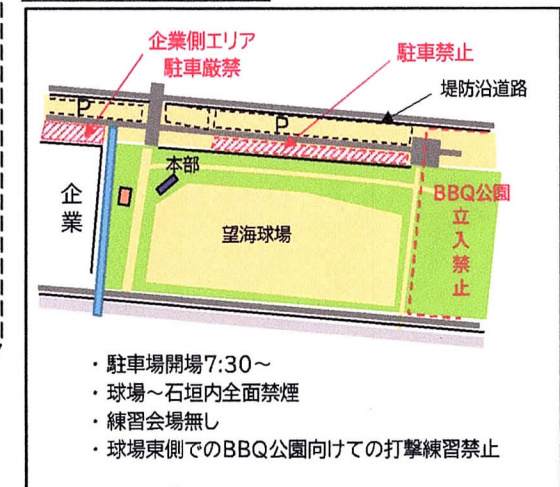 企業側エリア
駐車厳禁
駐車禁止
堤防沿道路
P
P
本部
企業
望海球場
BBQ公園
立入禁止
・駐車場開場7:30～
・球場～石垣内全面禁煙
・練習会場無し
・球場東側でのBBQ公園向けての打撃練習禁止